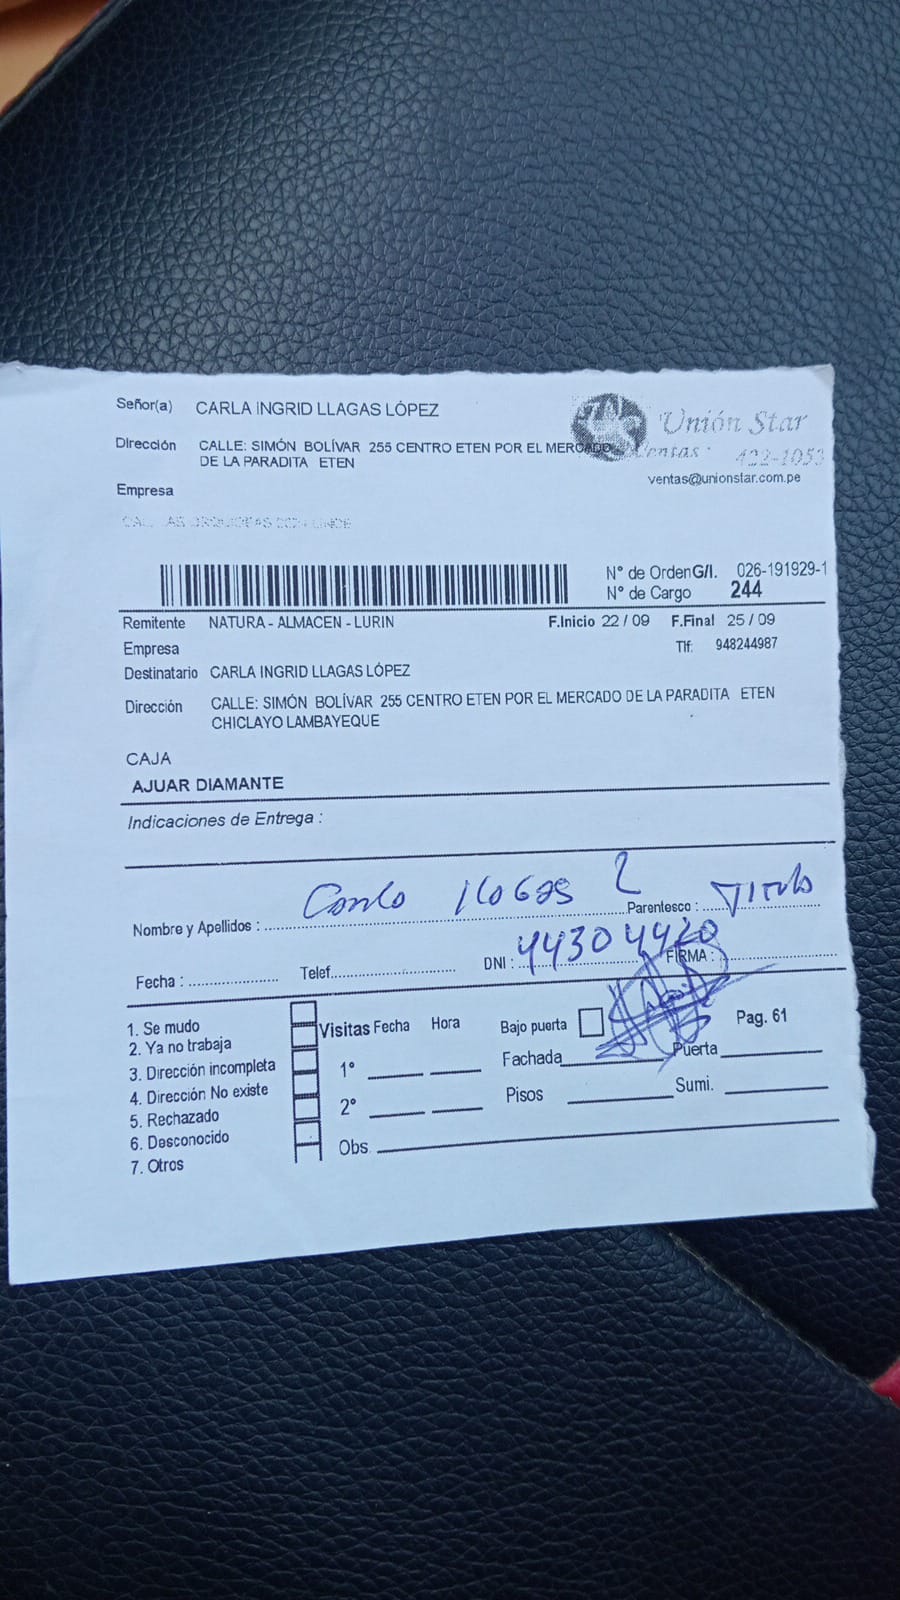 Señor(a) CARLA INGRID LLAGAS LÓPEZ
Unión Star
Dirección CALLE: SIMÓN BOLÍVAR 255 CENTRO ETEN POR EL MERCADO
DE LA PARADITA ETEN
Ventas: 422-1053
ventas@unionstar.com.pe
Empresa
N° de Orden G/I. 026-191929-1
N° de Cargo 244
Remitente NATURA - ALMACEN - LURIN F.Inicio 22 / 09 F.Final 25 / 09
Empresa Tlf: 948244987
Destinatario CARLA INGRID LLAGAS LÓPEZ
Dirección CALLE: SIMÓN BOLÍVAR 255 CENTRO ETEN POR EL MERCADO DE LA PARADITA ETEN
CHICLAYO LAMBAYEQUE
CAJA
AJUAR DIAMANTE
Indicaciones de Entrega :
Nombre y Apellidos : Parentesco :
Fecha : Telef. DNI : 44304420 FIRMA :
1. Se mudo
2. Ya no trabaja
3. Dirección incompleta
4. Dirección No existe
5. Rechazado
6. Desconocido
7. Otros
Visitas Fecha Hora
1°
2°
Obs.
Bajo puerta Pag. 61
Fachada Puerta
Pisos Sumi.